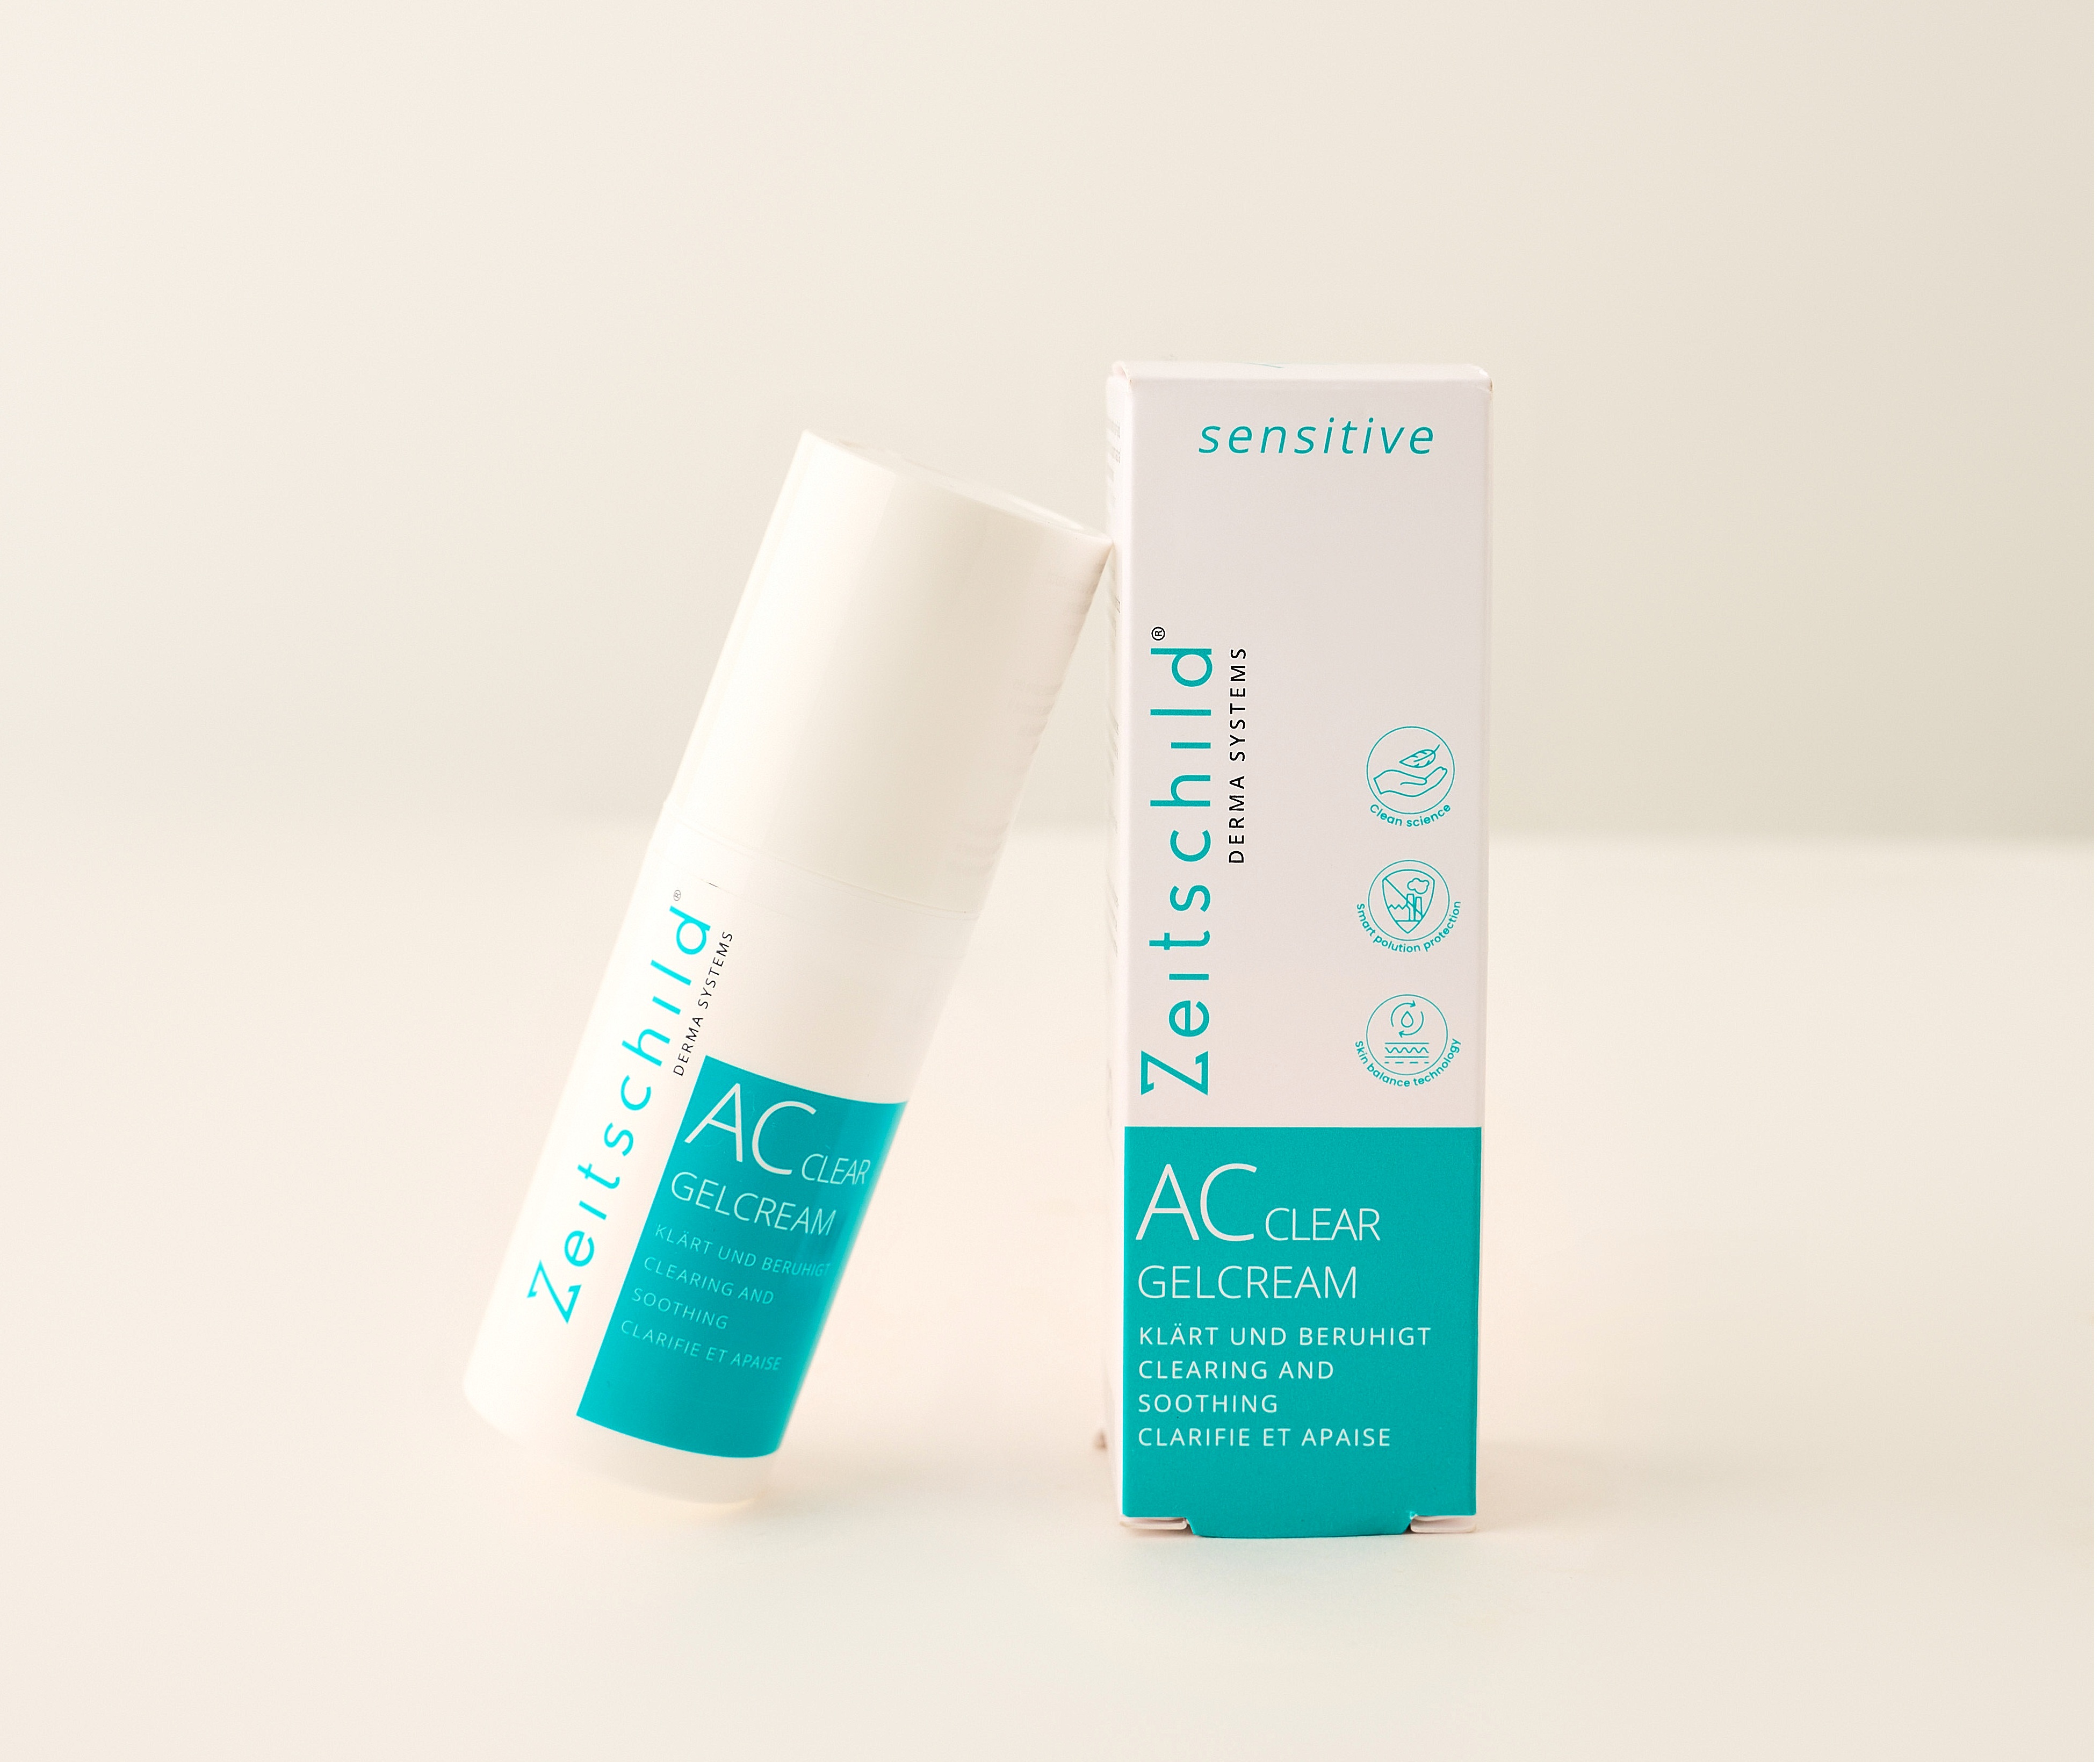 Zeitschild®
DERMA SYSTEMS
AC CLEAR
GELCREAM
KLÄRT UND BERUHIGT
CLEARING AND
SOOTHING
CLARIFIE ET APAISE
sensitive
Zeitschild®
DERMA SYSTEMS
Clean science
Smart polution protection
Skin balance technology
AC CLEAR
GELCREAM
KLÄRT UND BERUHIGT
CLEARING AND
SOOTHING
CLARIFIE ET APAISE